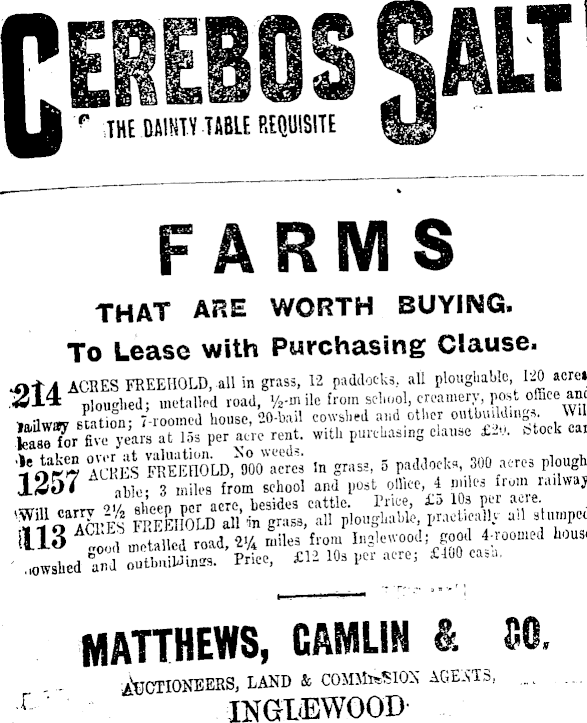 CEREBOS SALT
THE DAINTY TABLE REQUISITE
FARMS
THAT ARE WORTH BUYING.
To Lease with Purchasing Clause.
214 ACRES FREEHOLD, all in grass, 12 paddocks, all ploughable, 120 acres
ploughed; metalled road, ½-mile from school, creamery, post office and
railway station; 7-roomed house, 20-bail cowshed and other outbuildings. Wil
lease for five years at 15s per acre rent. with purchasing clause £20. Stock can
be taken over at valuation. No weeds.
1257 ACRES FREEHOLD, 900 acres in grass, 5 paddocks, 300 acres plough
able; 3 miles from school and post office, 4 miles from railway
Will carry 2½ sheep per acre, besides cattle. Price, £5 10s per acre.
113 ACRES FREEHOLD all in grass, all ploughable, practically all stumped
good metalled road, 2¼ miles from Inglewood; good 4-roomed house
cowshed and outbuildings. Price, £12 10s per acre; £400 cash.
MATTHEWS, GAMLIN & CO,
AUCTIONEERS, LAND & COMMISSION AGENTS,
INGLEWOOD